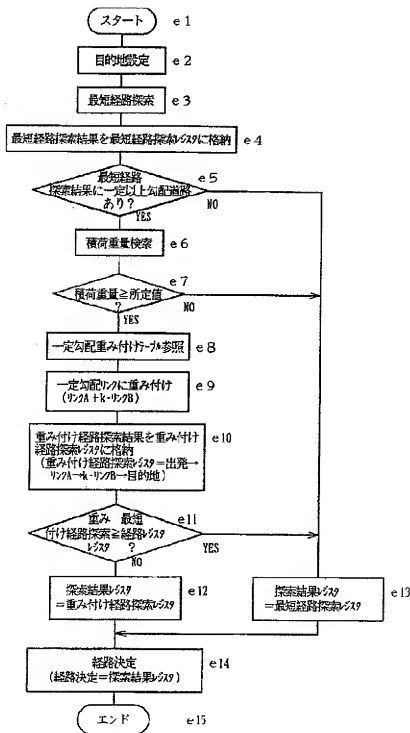 スタート e1
目的地設定 e2
最短経路探索 e3
最短経路探索結果を最短経路探索レジスタに格納 e4
最短経路
探索結果に一定以上勾配道路
あり? e5
YES
NO
積荷重量検索 e6
積荷重量≧所定値
? e7
YES
NO
一定勾配重み付けテーブル参照 e8
一定勾配リンクに重み付け
(リンクA+k・リンクB) e9
重み付け経路探索結果を重み付け
経路探索レジスタに格納
(重み付け経路探索レジスタ=出発→
リンクA→k・リンクB→目的地) e10
重み 最短
付け経路探索≧経路レジスタ
レジスタ ? e11
YES
NO
探索結果レジスタ
=重み付け経路探索レジスタ e12
探索結果レジスタ
=最短経路探索レジスタ e13
経路決定
(経路決定=探索結果レジスタ) e14
エンド e15